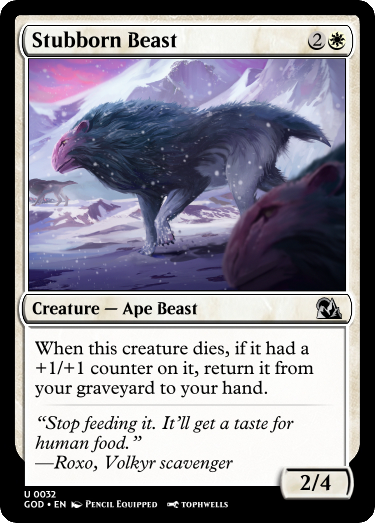 Stubborn Beast 2
Creature — Ape Beast
When this creature dies, if it had a
+1/+1 counter on it, return it from
your graveyard to your hand.
“Stop feeding it. It’ll get a taste for
human food.”
—Roxo, Volkyr scavenger
2/4
U 0032
GOD • EN Pencil Equipped tophwells